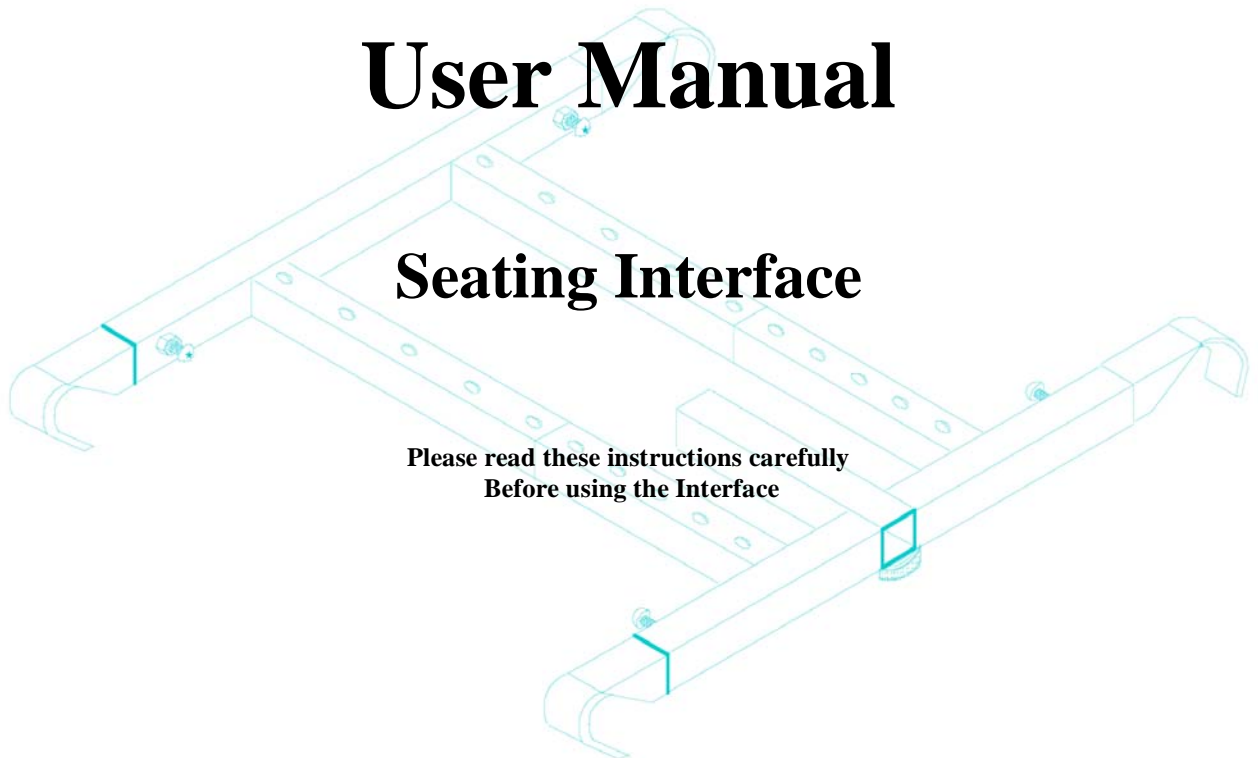 User Manual
Seating Interface
Please read these instructions carefully
Before using the Interface